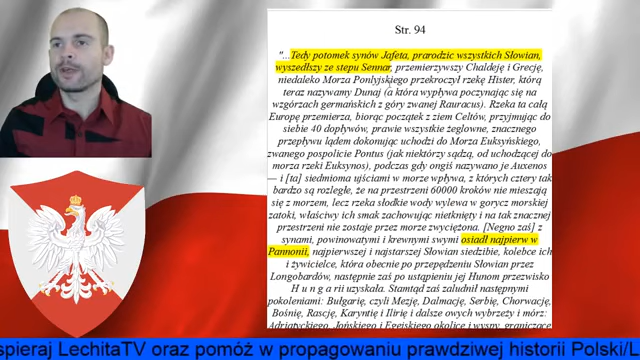 Str. 94
"...Tedy potomek synów Jafeta, prarodzic wszystkich Słowian,
wyszedłszy ze stepu Sennar, przemierzywszy Chaldeję i Grecję,
niedaleko Morza Pontyjskiego przekroczył rzekę Hister, którą
teraz nazywamy Dunaj (a która wypływa poczynając się na
wzgórzach germańskich z góry zwanej Rauracus). Rzeka ta całą
Europę przemierza, biorąc początek z ziem Celtów, przyjmując do
siebie 40 dopływów, prawie wszystkie żeglowne, znacznego
przepływu lądem dokonując uchodzi do Morza Euksyńskiego,
zwanego pospolicie Pontus (jak niektórzy sądzą, od uchodzącej do
morza rzeki Euksynos), podczas gdy ongiś nazywano je Auxenos
— i [ta] siedmioma ujściami w morze wpływa, z których cztery tak
bardzo są rozległe, że na przestrzeni 60000 kroków nie mieszają
się z morzem, lecz rzeka słodkie wody wylewa w gorycz morskiej
zatoki, właściwy ich smak zachowując nietknięty i na tak znacznej
przestrzeni nie zostaje przez morze zwyciężona. [Negno zaś] z
synami, powinowatymi i krewnymi swymi osiadł najpierw w
Pannonii, najpierwszej i najstarszej Słowian siedzibie, kolebce ich
i żywicielce, która obecnie po przepędzeniu Słowian przez
Longobardów, następnie zaś po ustąpieniu jej Hunom przezwisko
H u n g a rii uzyskała. Stamtąd zaś zaludnił następnymi
pokoleniami: Bułgarię, czyli Mezję, Dalmację, Serbię, Chorwację,
Bośnię, Rascję, Karyntię i Ilirię i dalsze owych wybrzeży i mórz:
Adriatyckiego, Jońskiego i Egejskiego okolice i wyspy, graniczące
spieraj LechitaTV oraz pomóż w propagowaniu prawdziwej historii Polski/L